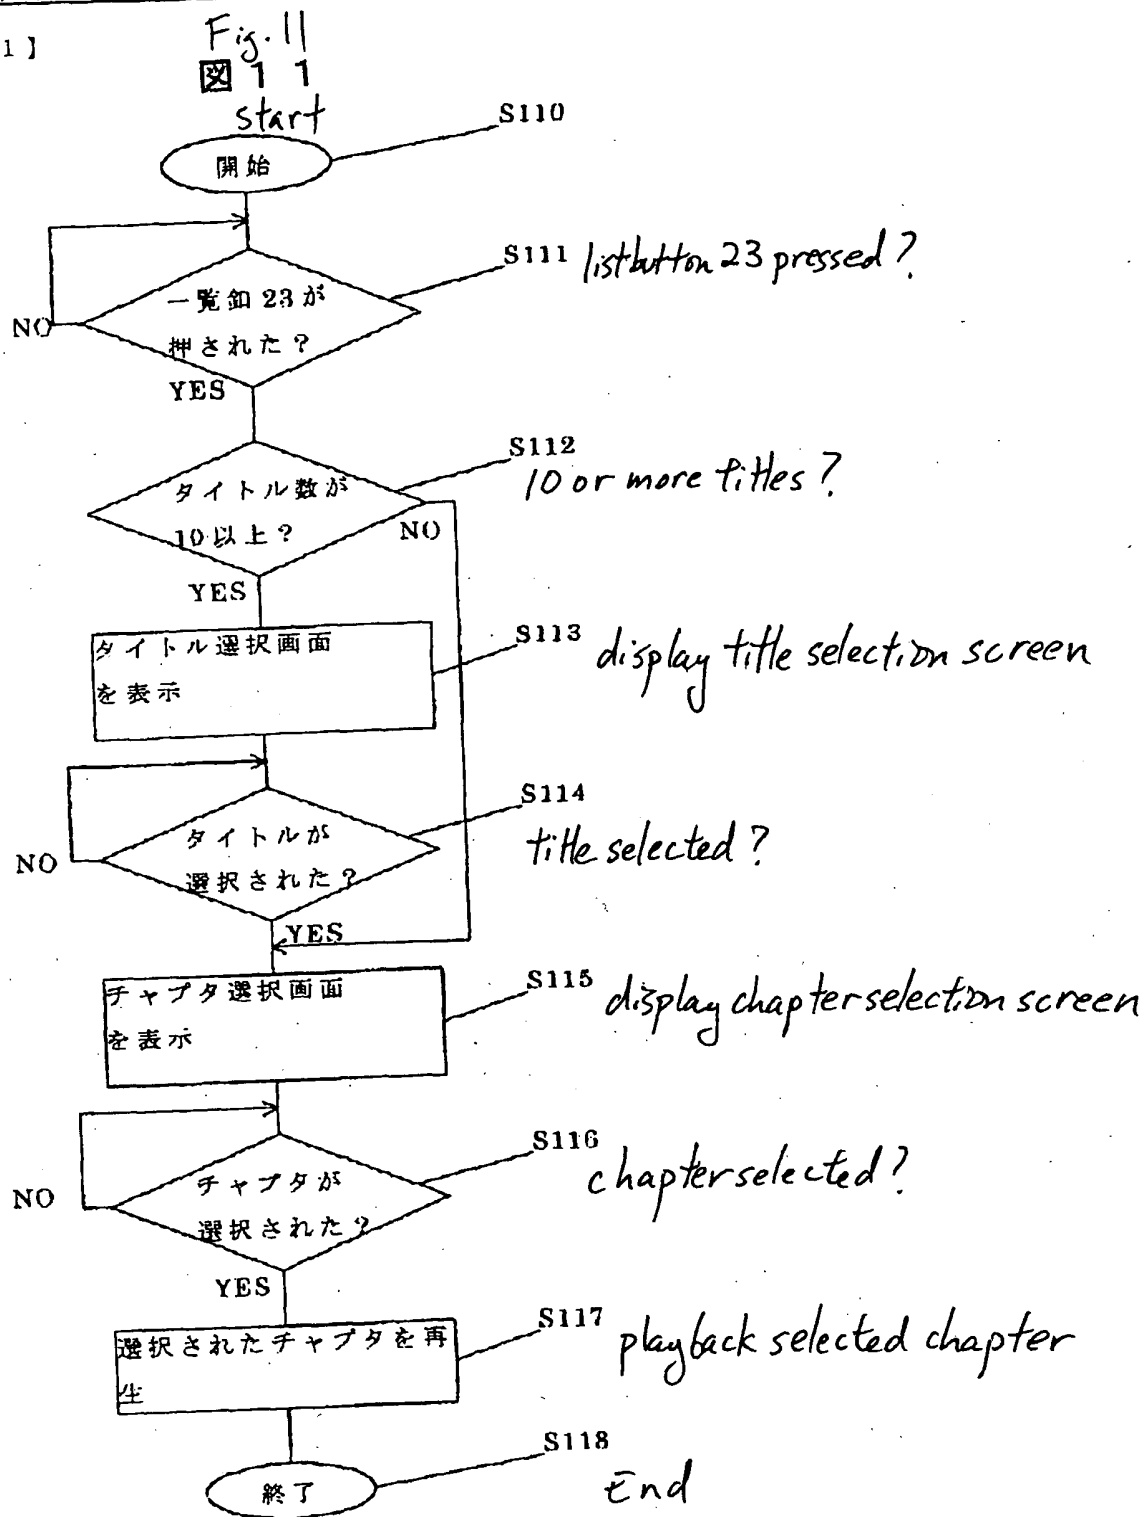 1】
Fig. 11
図11
start
S110
開始
S111 list button 23 pressed?
一覧釦23が
押された?
NO
YES
S112
10 or more titles?
タイトル数が
10以上?
NO
YES
S113 display title selection screen
タイトル選択画面
を表示
S114
title selected?
タイトルが
選択された?
NO
YES
S115 display chapter selection screen
チャプタ選択画面
を表示
S116
chapter selected?
チャプタが
選択された?
NO
YES
S117 playback selected chapter
選択されたチャプタを再
生
S118
End
終了